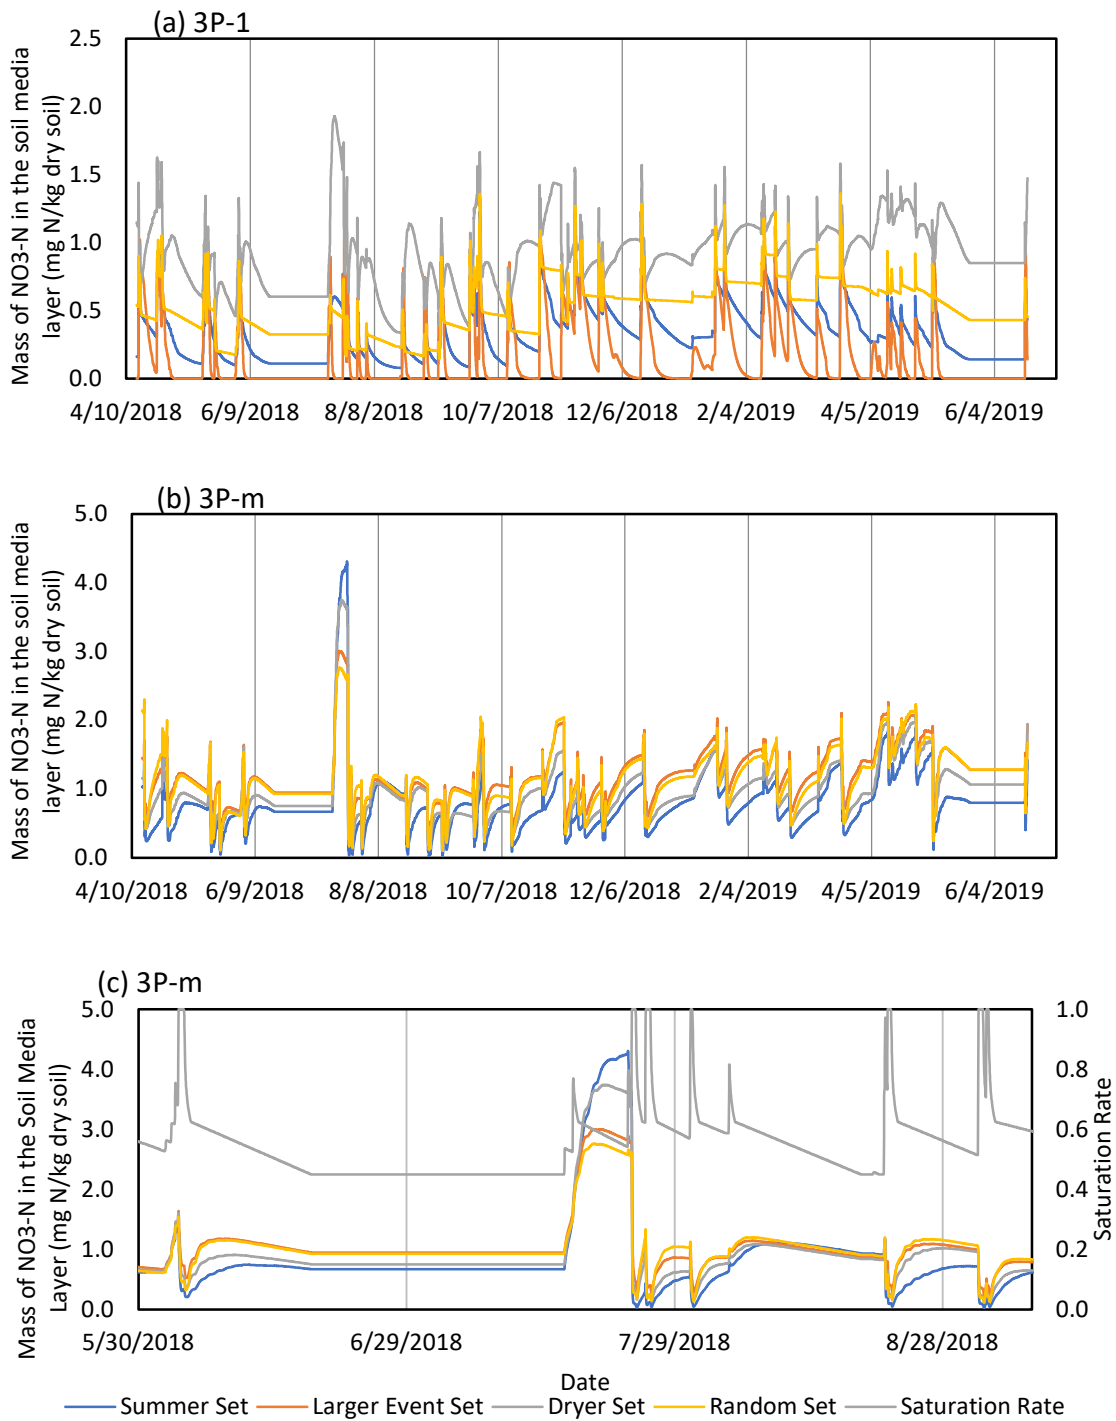 (a) 3P-1
Mass of NO3-N in the soil media
layer (mg N/kg dry soil)
2.5
2.0
1.5
1.0
0.5
0.0
4/10/2018 6/9/2018 8/8/2018 10/7/2018 12/6/2018 2/4/2019 4/5/2019 6/4/2019
(b) 3P-m
Mass of NO3-N in the soil media
layer (mg N/kg dry soil)
5.0
4.0
3.0
2.0
1.0
0.0
4/10/2018 6/9/2018 8/8/2018 10/7/2018 12/6/2018 2/4/2019 4/5/2019 6/4/2019
(c) 3P-m
Mass of NO3-N in the Soil Media
Layer (mg N/kg dry soil)
5.0
4.0
3.0
2.0
1.0
0.0
1.0
0.8
0.6
0.4
0.2
0.0
Saturation Rate
5/30/2018 6/29/2018 7/29/2018 8/28/2018
Date
Summer Set Larger Event Set Dryer Set Random Set Saturation Rate